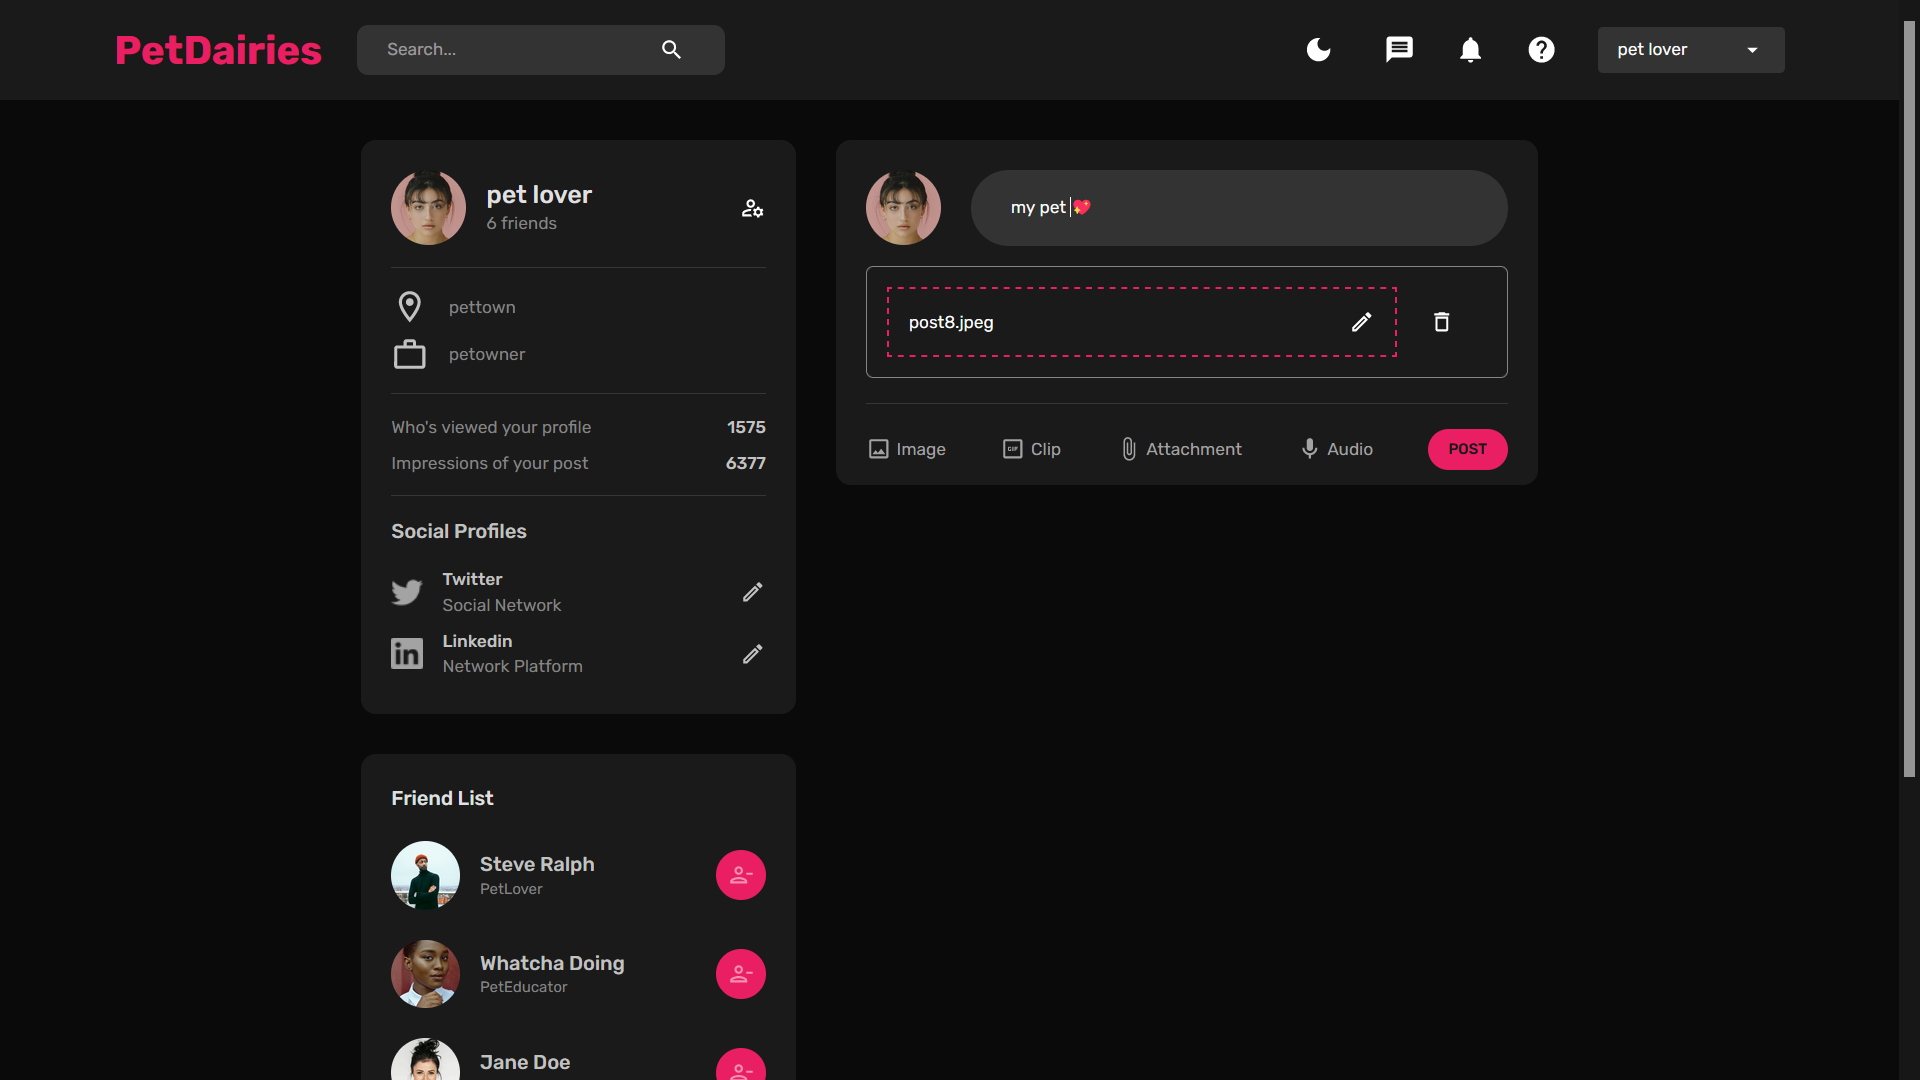 PetDairies
Search...
pet lover
pet lover
6 friends
pettown
petowner
Who's viewed your profile 1575
Impressions of your post 6377
Social Profiles
Twitter
Social Network
Linkedin
Network Platform
Friend List
Steve Ralph
PetLover
Whatcha Doing
PetEducator
Jane Doe
my pet 💖
post8.jpeg
Image
GIF
Clip
Attachment
Audio
POST